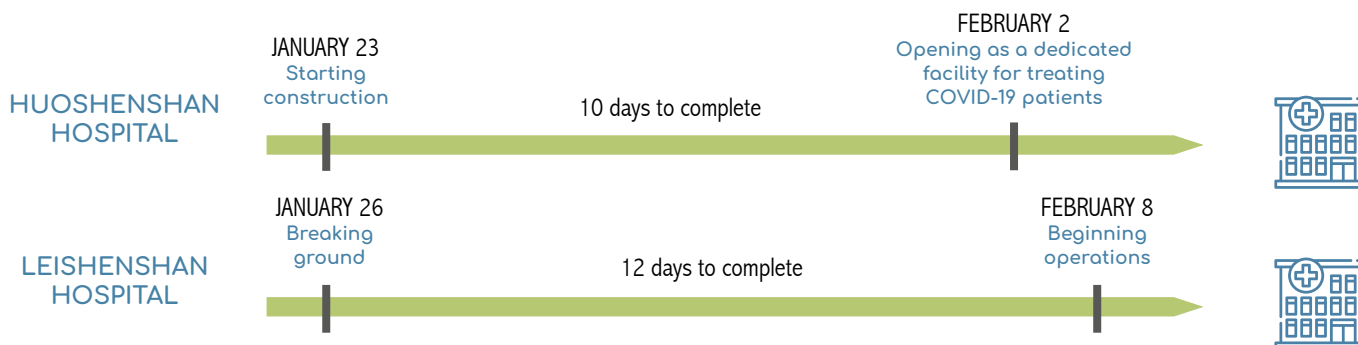 JANUARY 23
Starting
construction
FEBRUARY 2
Opening as a dedicated
facility for treating
COVID-19 patients
HUOSHENSHAN
HOSPITAL
10 days to complete
JANUARY 26
Breaking
ground
FEBRUARY 8
Beginning
operations
LEISHENSHAN
HOSPITAL
12 days to complete